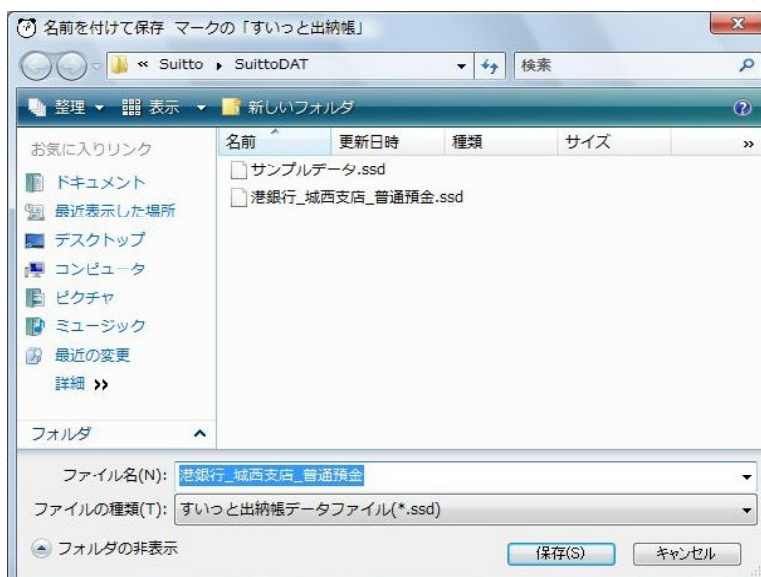 名前を付けて保存 マークの「すいっと出納帳」
« Suitto ▸ SuittoDAT
検索
整理 表示 新しいフォルダ
お気に入りリンク
ドキュメント
最近表示した場所
デスクトップ
コンピュータ
ピクチャ
ミュージック
最近の変更
詳細 »
フォルダ
名前 更新日時 種類 サイズ »
サンプルデータ.ssd
港銀行_城西支店_普通預金.ssd
ファイル名(N): 港銀行_城西支店_普通預金
ファイルの種類(T): すいっと出納帳データファイル(*.ssd)
フォルダの非表示
保存(S) キャンセル